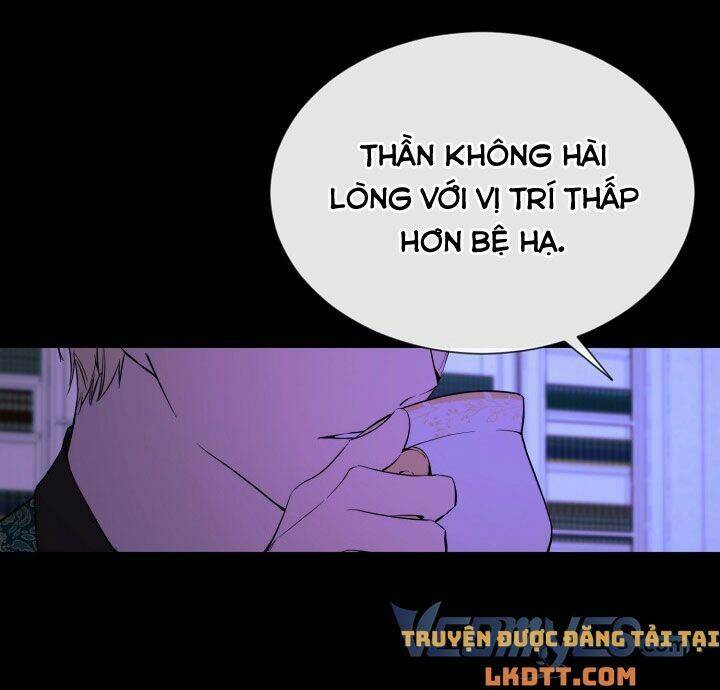 THẦN KHÔNG HÀI
LÒNG VỚI VỊ TRÍ THẤP
HƠN BỆ HẠ.
TRUYỆN ĐƯỢC ĐĂNG TẢI TẠI
LKDTT.COM